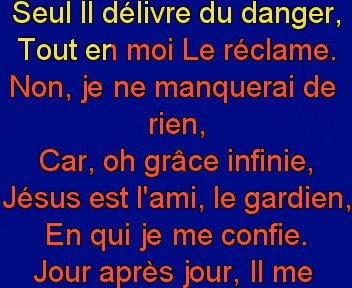 Seul Il délivre du danger,
Tout en moi Le réclame.
Non, je ne manquerai de
rien,
Car, oh grâce infinie,
Jésus est l'ami, le gardien,
En qui je me confie.
Jour après jour, Il me